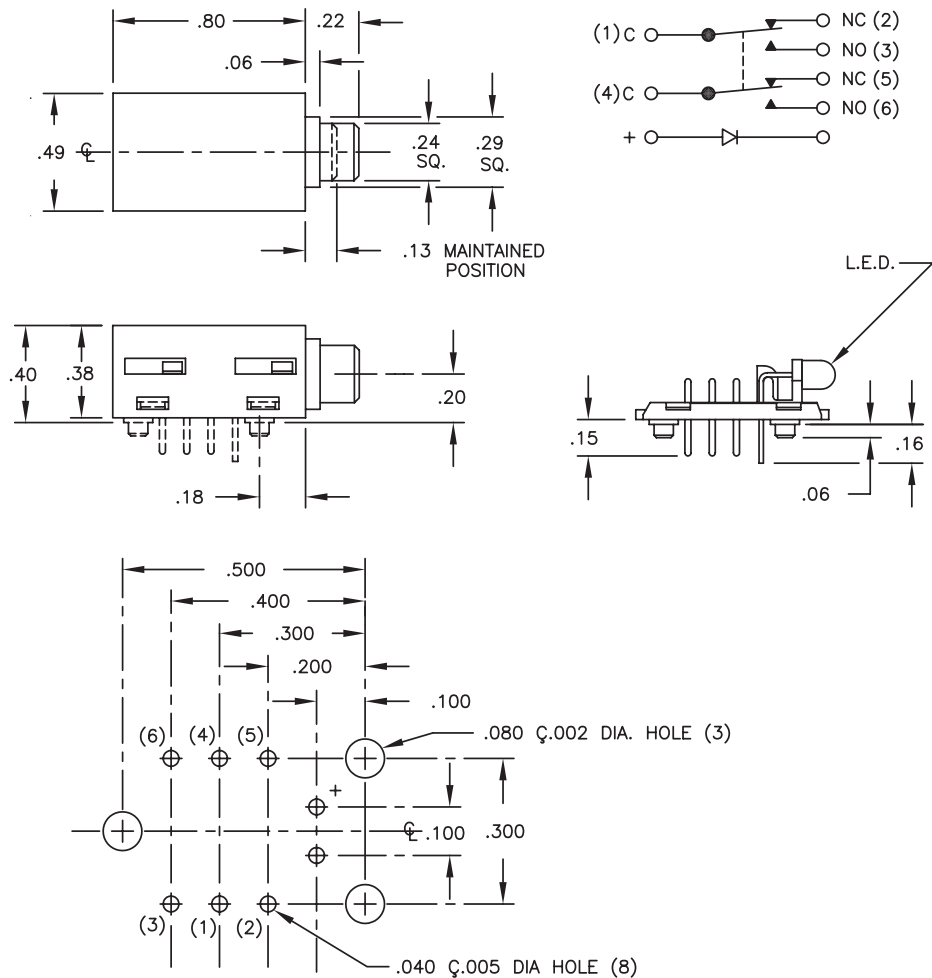 .80
.22
.06
.49
℄
.24
SQ.
.29
SQ.
.13 MAINTAINED
POSITION
(1) C
NC (2)
NO (3)
(4) C
NC (5)
NO (6)
+
L.E.D.
.40
.38
.20
.18
.15
.16
.06
.500
.400
.300
.200
.100
.080 Ç.002 DIA. HOLE (3)
(6)
(4)
(5)
+
℄
.100
.300
(3)
(1)
(2)
.040 Ç.005 DIA HOLE (8)